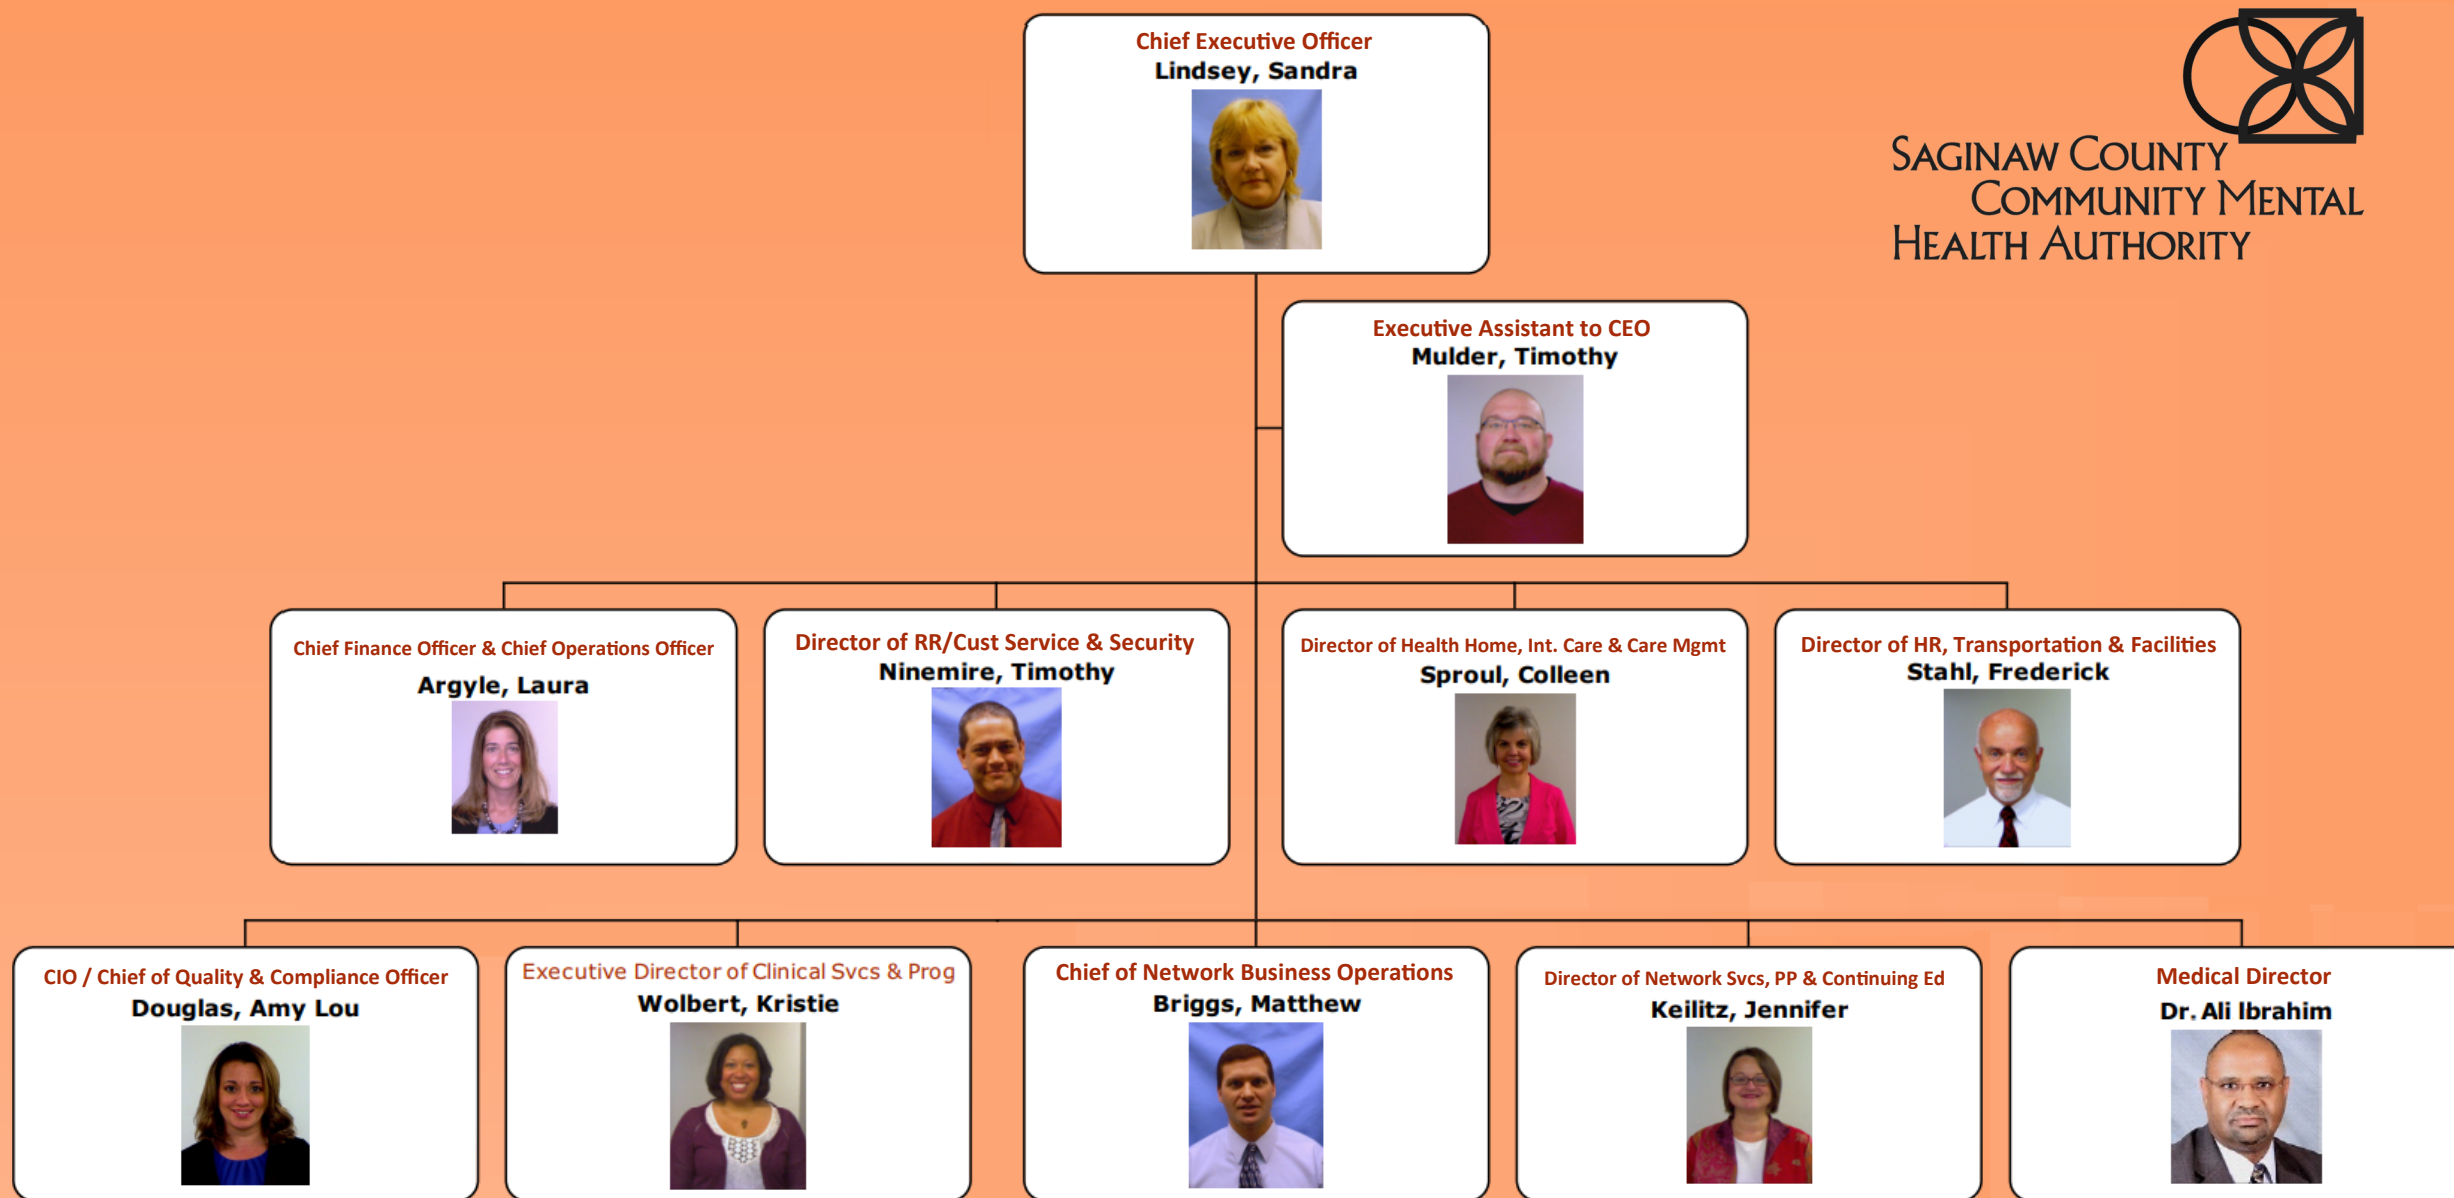 Chief Executive Officer
Lindsey, Sandra
SAGINAW COUNTY
COMMUNITY MENTAL
HEALTH AUTHORITY
Executive Assistant to CEO
Mulder, Timothy
Chief Finance Officer & Chief Operations Officer
Argyle, Laura
Director of RR/Cust Service & Security
Ninemire, Timothy
Director of Health Home, Int. Care & Care Mgmt
Sproul, Colleen
Director of HR, Transportation & Facilities
Stahl, Frederick
CIO / Chief of Quality & Compliance Officer
Douglas, Amy Lou
Executive Director of Clinical Svcs & Prog
Wolbert, Kristie
Chief of Network Business Operations
Briggs, Matthew
Director of Network Svcs, PP & Continuing Ed
Keilitz, Jennifer
Medical Director
Dr. Ali Ibrahim